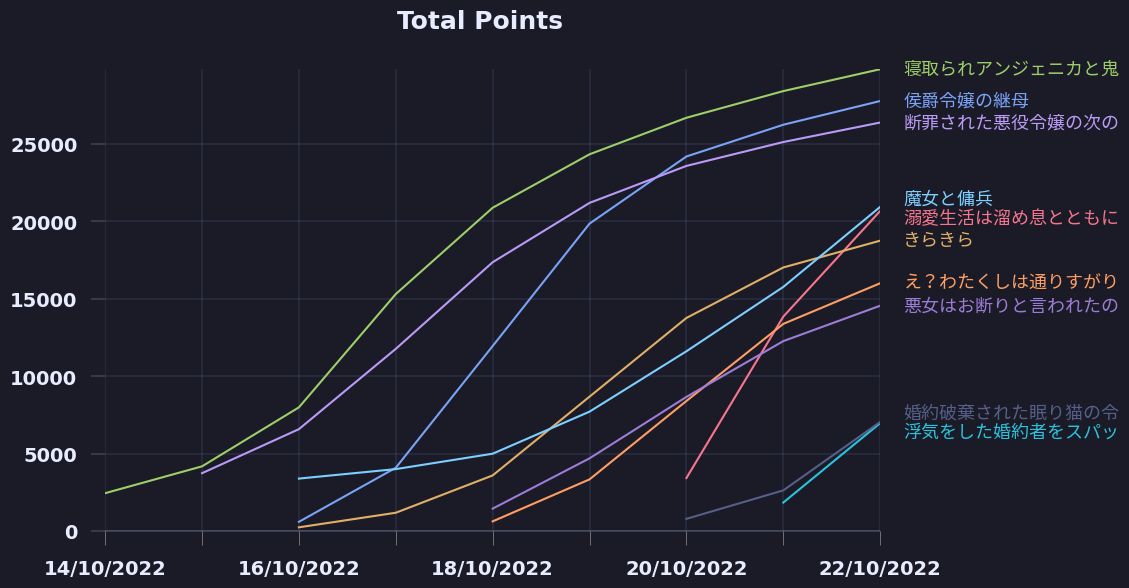 Total Points
寝取られアンジェニカと鬼
侯爵令嬢の継母
断罪された悪役令嬢の次の
25000
魔女と傭兵
20000
溺愛生活は溜め息とともに
きらきら
え？わたくしは通りすがり
15000
悪女はお断りと言われたの
10000
婚約破棄された眠り猫の令
浮気をした婚約者をスパッ
5000
0
14/10/2022 16/10/2022 18/10/2022 20/10/2022 22/10/2022